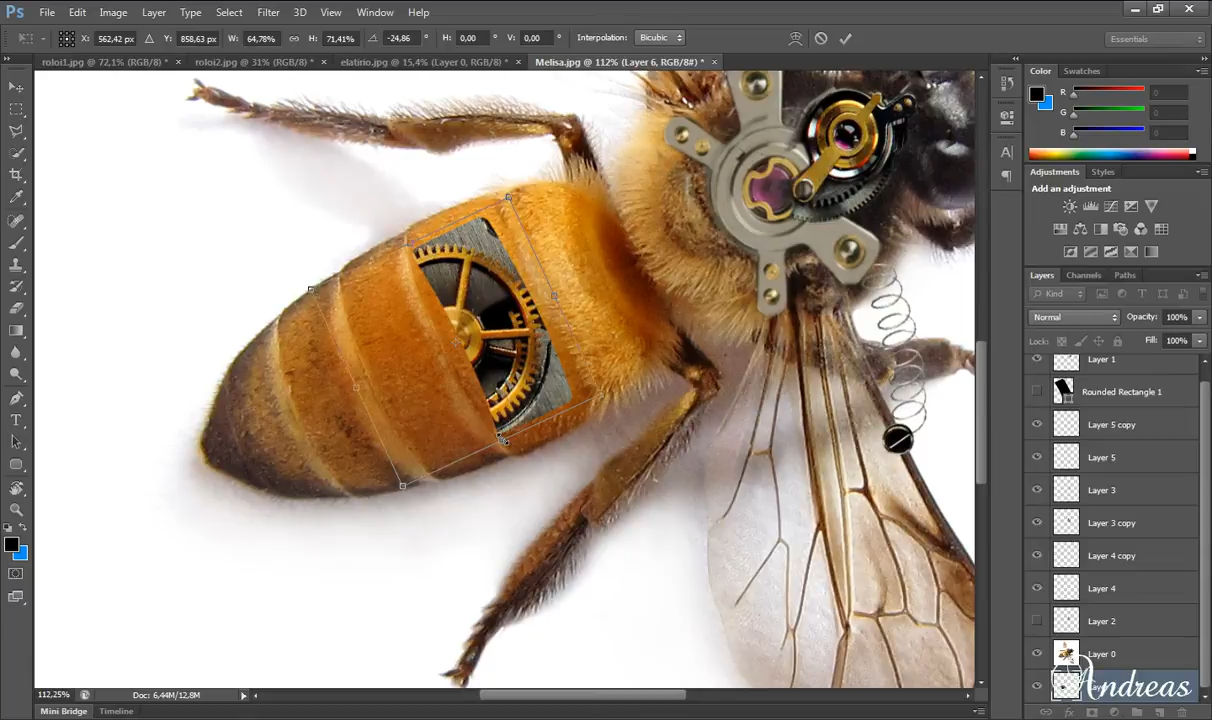 Ps File Edit Image Layer Type Select Filter 3D View Window Help
X: 562,42 px Y: 858,63 px W: 64,78% H: 71,41% -24,86 ° H: 0,00 ° V: 0,00 ° Interpolation: Bicubic Essentials
roloi1.jpg @ 72,1% (RGB/8) * × roloi2.jpg @ 31% (RGB/8) * × elatirio.jpg @ 15,4% (Layer 0, RGB/8) * × Melisa.jpg @ 112% (Layer 6, RGB/8#) * ×
Color Swatches
R 0
G 0
B 0
Adjustments Styles
Add an adjustment
Layers Channels Paths
Kind
Normal Opacity: 100%
Lock: Fill: 100%
Layer 1
Rounded Rectangle 1
Layer 5 copy
Layer 5
Layer 3
Layer 3 copy
Layer 4 copy
Layer 4
Layer 2
Layer 0
Andreas
112,25% Doc: 6,44M/12,8M
Mini Bridge Timeline